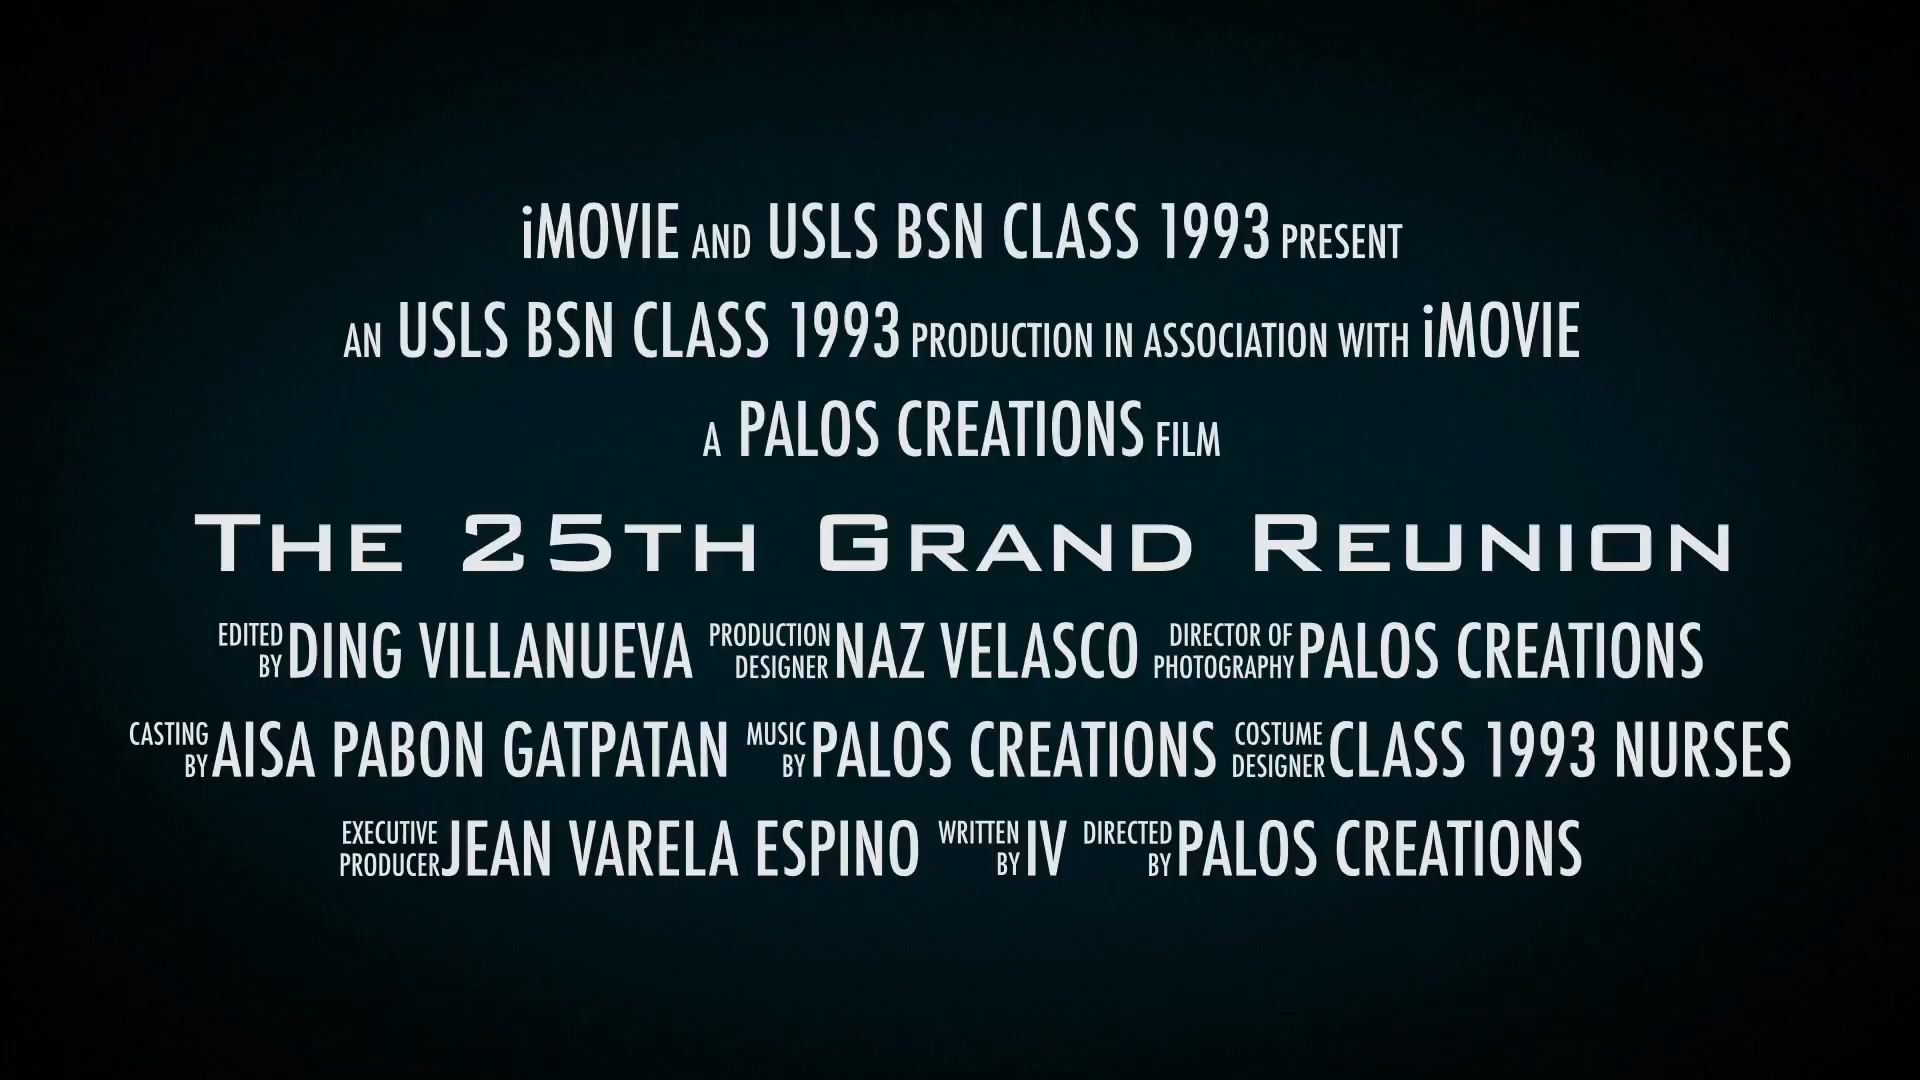 iMOVIE AND USLS BSN CLASS 1993 PRESENT
AN USLS BSN CLASS 1993 PRODUCTION IN ASSOCIATION WITH iMOVIE
A PALOS CREATIONS FILM
THE 25TH GRAND REUNION
EDITED BY DING VILLANUEVA PRODUCTION DESIGNER NAZ VELASCO DIRECTOR OF PHOTOGRAPHY PALOS CREATIONS
CASTING BY AISA PABON GATPATAN MUSIC BY PALOS CREATIONS COSTUME DESIGNER CLASS 1993 NURSES
EXECUTIVE PRODUCER JEAN VARELA ESPINO WRITTEN BY IV DIRECTED BY PALOS CREATIONS